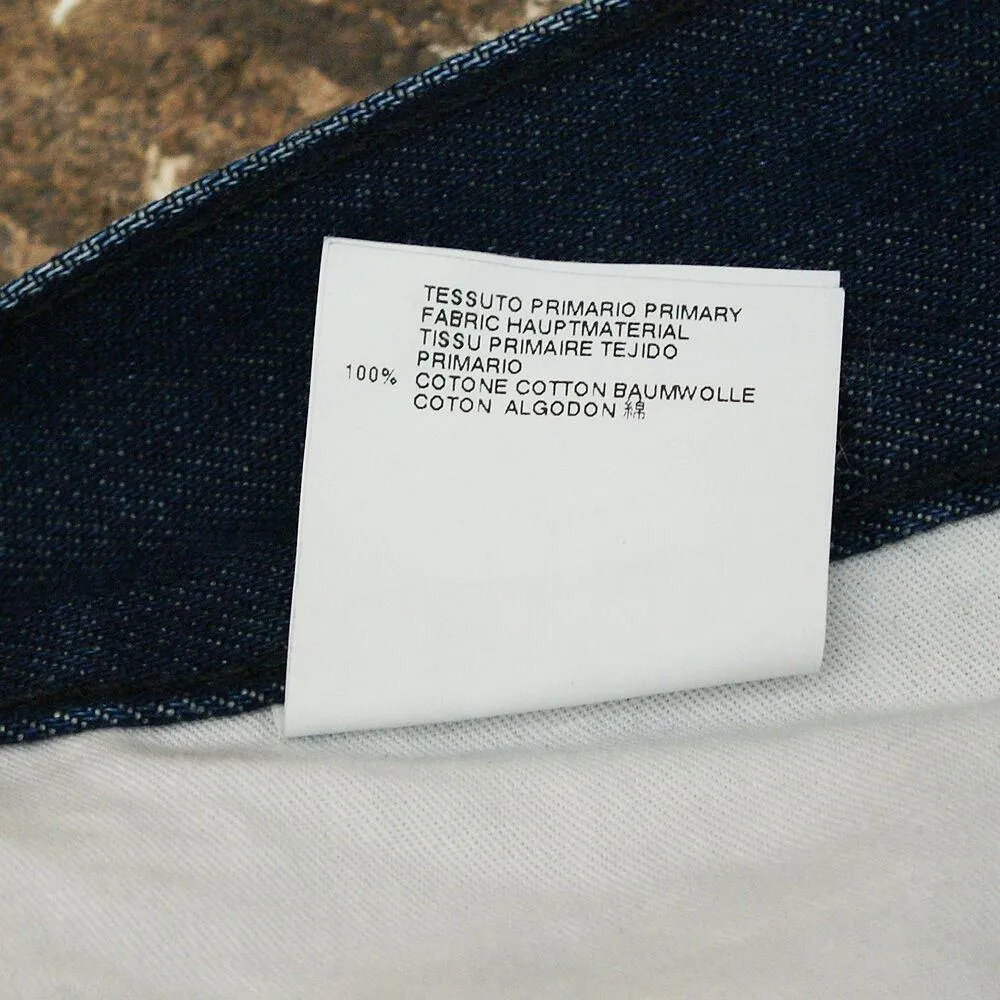 TESSUTO PRIMARIO PRIMARY
FABRIC HAUPTMATERIAL
TISSU PRIMAIRE TEJIDO
PRIMARIO
100% COTONE COTTON BAUMWOLLE
COTON ALGODON 綿